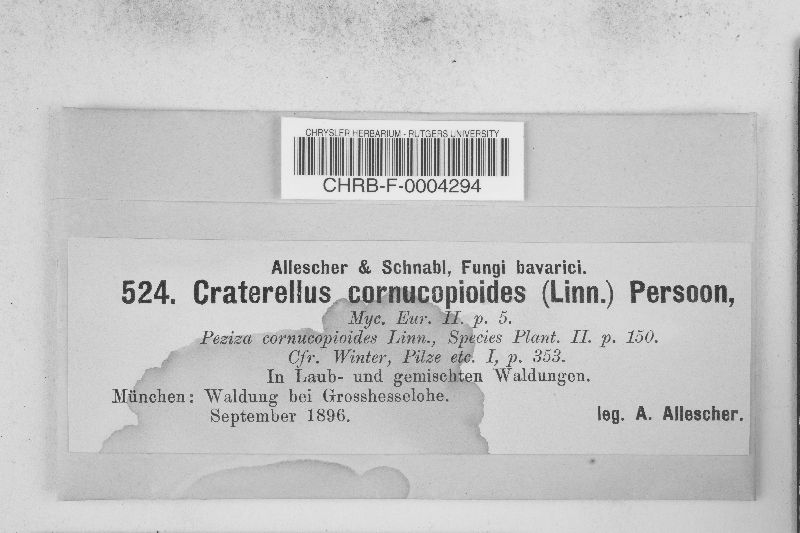 CHRYSLER HERBARIUM - RUTGERS UNIVERSITY
CHRB-F-0004294
Allescher & Schnabl, Fungi bavarici.
524. Craterellus cornucopioides (Linn.) Persoon,
Myc. Eur. II. p. 5.
Peziza cornucopioides Linn., Species Plant. II. p. 150.
Cfr. Winter, Pilze etc. I, p. 353.
In Laub- und gemischten Waldungen.
München: Waldung bei Grosshesselohe.
September 1896.
leg. A. Allescher.